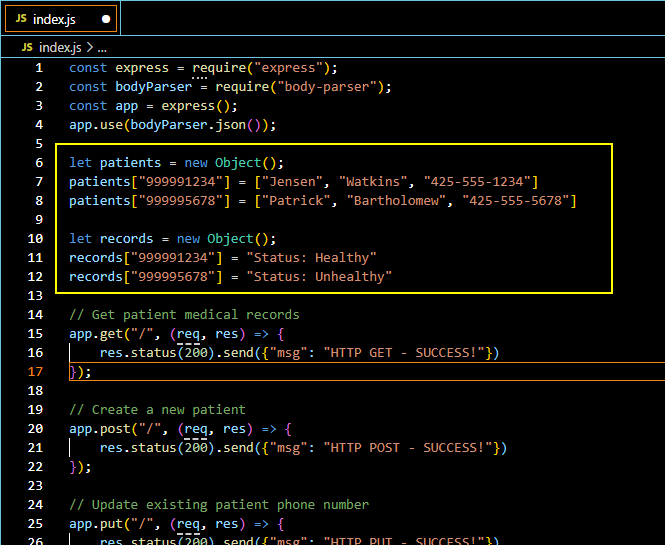 JS index.js
JS index.js > ...
1 const express = require("express");
2 const bodyParser = require("body-parser");
3 const app = express();
4 app.use(bodyParser.json());
5
6 let patients = new Object();
7 patients["999991234"] = ["Jensen", "Watkins", "425-555-1234"]
8 patients["999995678"] = ["Patrick", "Bartholomew", "425-555-5678"]
9
10 let records = new Object();
11 records["999991234"] = "Status: Healthy"
12 records["999995678"] = "Status: Unhealthy"
13
14 // Get patient medical records
15 app.get("/", (req, res) => {
16 res.status(200).send({"msg": "HTTP GET - SUCCESS!"})
17 });
18
19 // Create a new patient
20 app.post("/", (req, res) => {
21 res.status(200).send({"msg": "HTTP POST - SUCCESS!"})
22 });
23
24 // Update existing patient phone number
25 app.put("/", (req, res) => {
26 res.status(200).send({"msg": "HTTP PUT - SUCCESS!"})